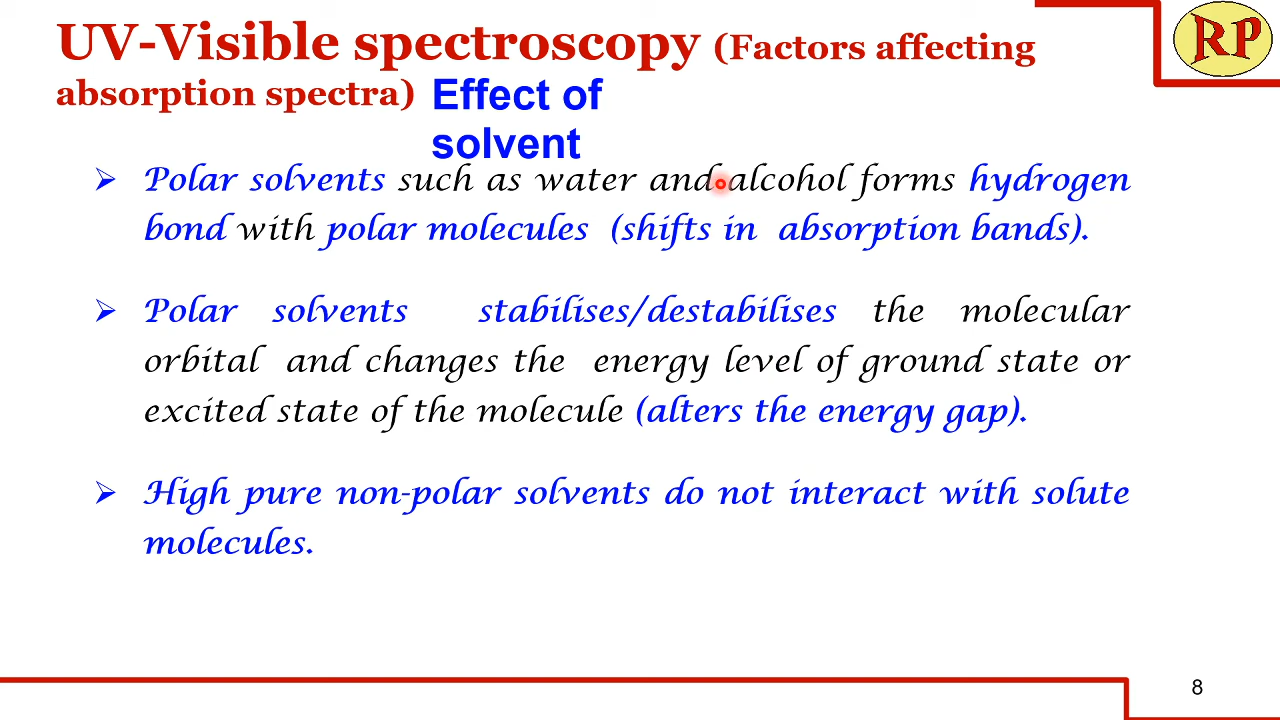 UV-Visible spectroscopy (Factors affecting
absorption spectra) Effect of
solvent
RP
➢ Polar solvents such as water and alcohol forms hydrogen
bond with polar molecules (shifts in absorption bands).
➢ Polar solvents stabilises/destabilises the molecular
orbital and changes the energy level of ground state or
excited state of the molecule (alters the energy gap).
➢ High pure non-polar solvents do not interact with solute
molecules.
8